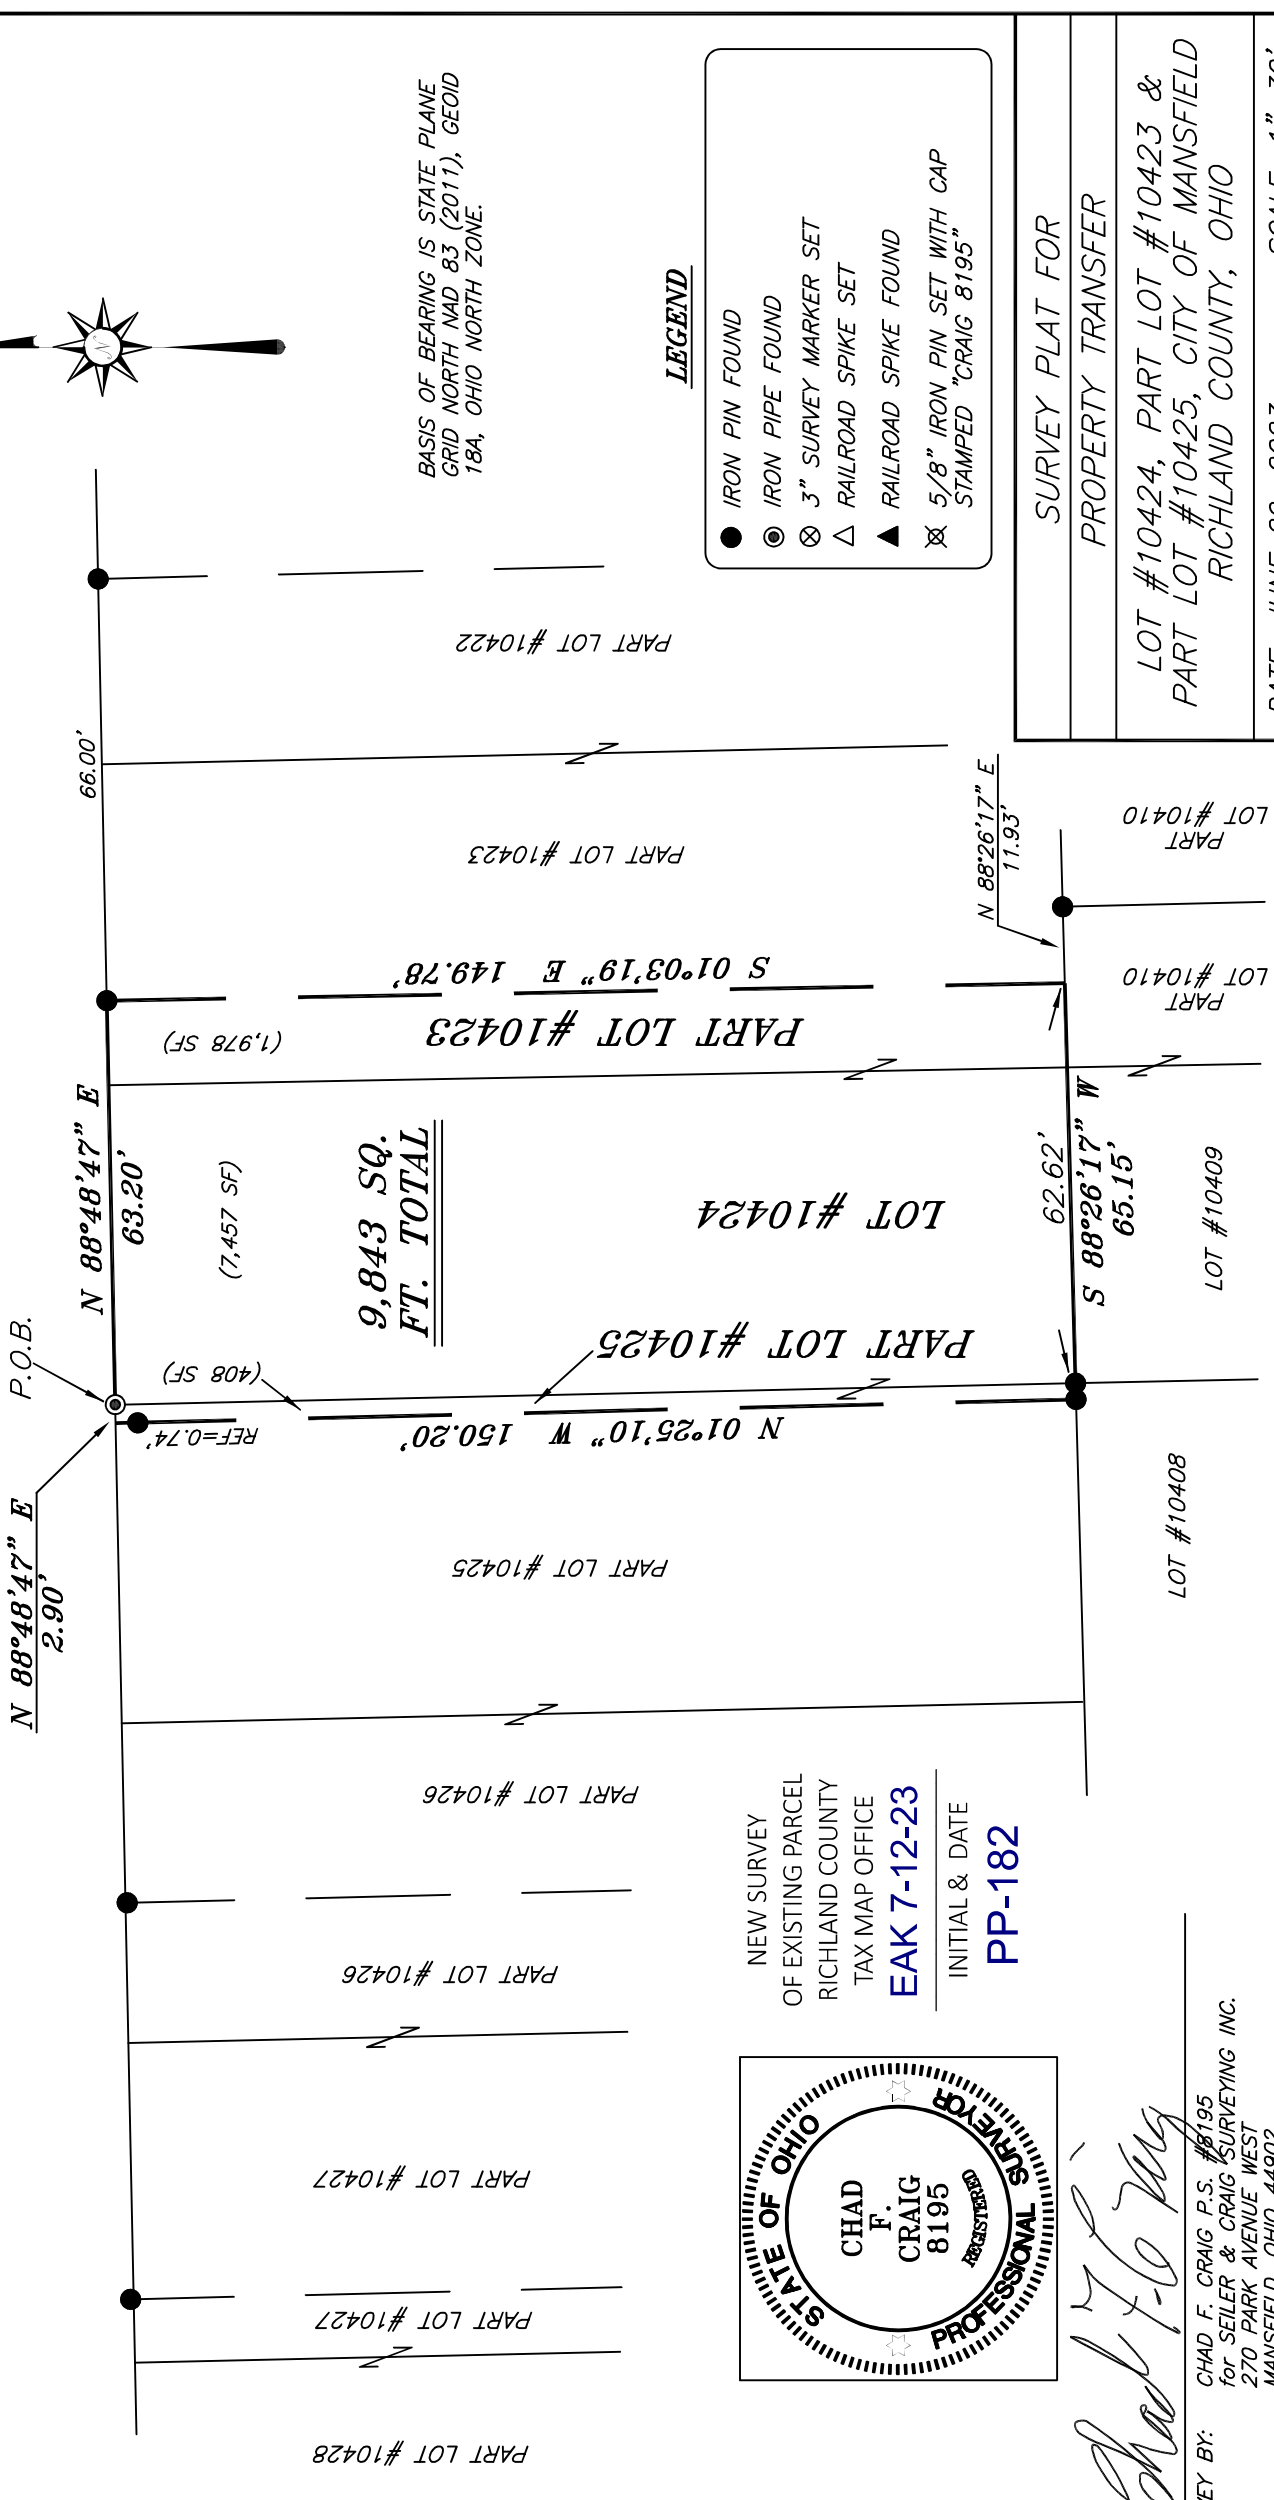 BASIS OF BEARING IS STATE PLANE
GRID NORTH NAD 83 (2011), GEOID
18A, OHIO NORTH ZONE.
LEGEND
IRON PIN FOUND
IRON PIPE FOUND
3" SURVEY MARKER SET
RAILROAD SPIKE SET
RAILROAD SPIKE FOUND
5/8" IRON PIN SET WITH CAP
STAMPED "CRAIG 8195"
SURVEY PLAT FOR
PROPERTY TRANSFER
LOT #10424, PART LOT #10423 &
PART LOT #10425, CITY OF MANSFIELD
RICHLAND COUNTY, OHIO
PART LOT #10422
66.00'
PART LOT #10423
N 88°26'17" E
11.93'
PART
LOT #10410
PART
LOT #10410
S 01°03'19" E 149.78'
PART LOT #10423
(1,978 SF)
N 88°48'47" E
63.20'
(7,457 SF)
9,843 SQ.
FT. TOTAL
LOT #10424
62.62'
S 88°26'17" W
65.15'
LOT #10409
P.O.B.
(408 SF)
PART LOT #10425
REF=0.74'
N 01°25'10" W 150.20'
N 88°48'47" E
2.90'
PART LOT #10425
LOT #10408
PART LOT #10426
PART LOT #10426
PART LOT #10427
PART LOT #10427
PART LOT #10428
NEW SURVEY
OF EXISTING PARCEL
RICHLAND COUNTY
TAX MAP OFFICE
EAK 7-12-23
INITIAL & DATE
PP-182
STATE OF OHIO
CHAD
F.
CRAIG
8195
REGISTERED
PROFESSIONAL SURVEYOR
BY: CHAD F. CRAIG P.S. #8195
for SEILER & CRAIG SURVEYING INC.
270 PARK AVENUE WEST
MANSFIELD, OHIO 44902